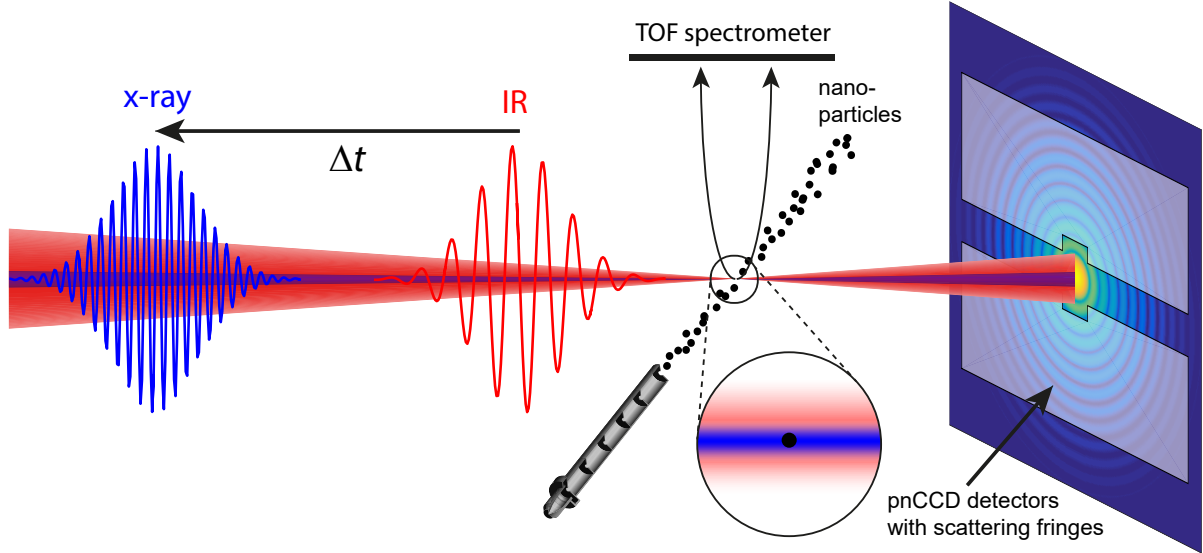 TOF spectrometer
x-ray
IR
Δt
nano-
particles
pnCCD detectors
with scattering fringes